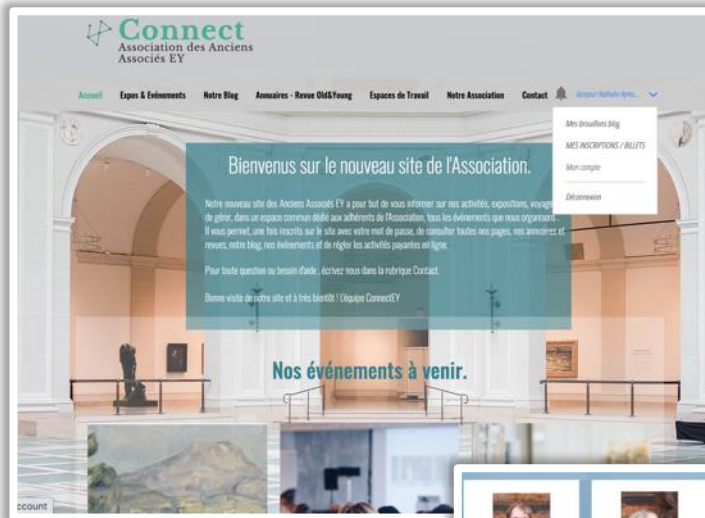 Connect
Association des Anciens
Associés EY
Accueil
Expos & Evénements
Notre Blog
Annuaires - Revue Old&Young
Espaces de Travail
Notre Association
Contact
Bonjour Nathalie
Mes brouillons blog
MES INSCRIPTIONS / BILLETS
Mon compte
Déconnexion
Bienvenus sur le nouveau site de l'Association.
Notre nouveau site des Anciens Associés EY a pour but de vous informer sur nos activités, expositions, voyage
de gérer, dans un espace commun dédié aux adhérents de l'Association, tous les événements que nous organisons.
Il vous permet, une fois inscrits sur le site avec votre mot de passe, de consulter toutes nos pages, nos annuaires et
revues, notre blog, nos événements et de régler les activités payantes en ligne.
Pour toute question ou besoin d'aide , écrivez nous dans la rubrique Contact.
Bonne visite de notre site et à très bientôt ! L'équipe ConnectEY
Nos événements à venir.
ccount